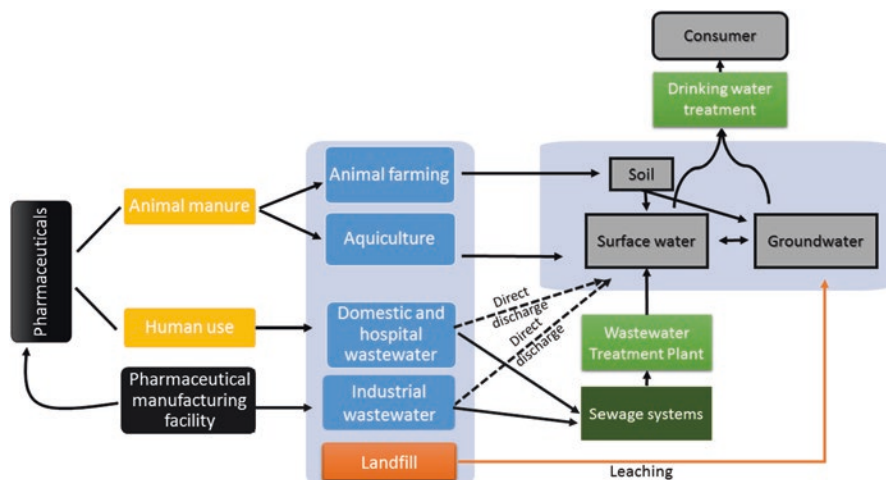 Consumer
Drinking water
treatment
Animal farming
Soil
Animal manure
Aquiculture
Surface water
Groundwater
Pharmaceuticals
Direct
discharge
Direct
discharge
Human use
Domestic and
hospital wastewater
Wastewater
Treatment Plant
Pharmaceutical
manufacturing
facility
Industrial
wastewater
Sewage systems
Landfill
Leaching